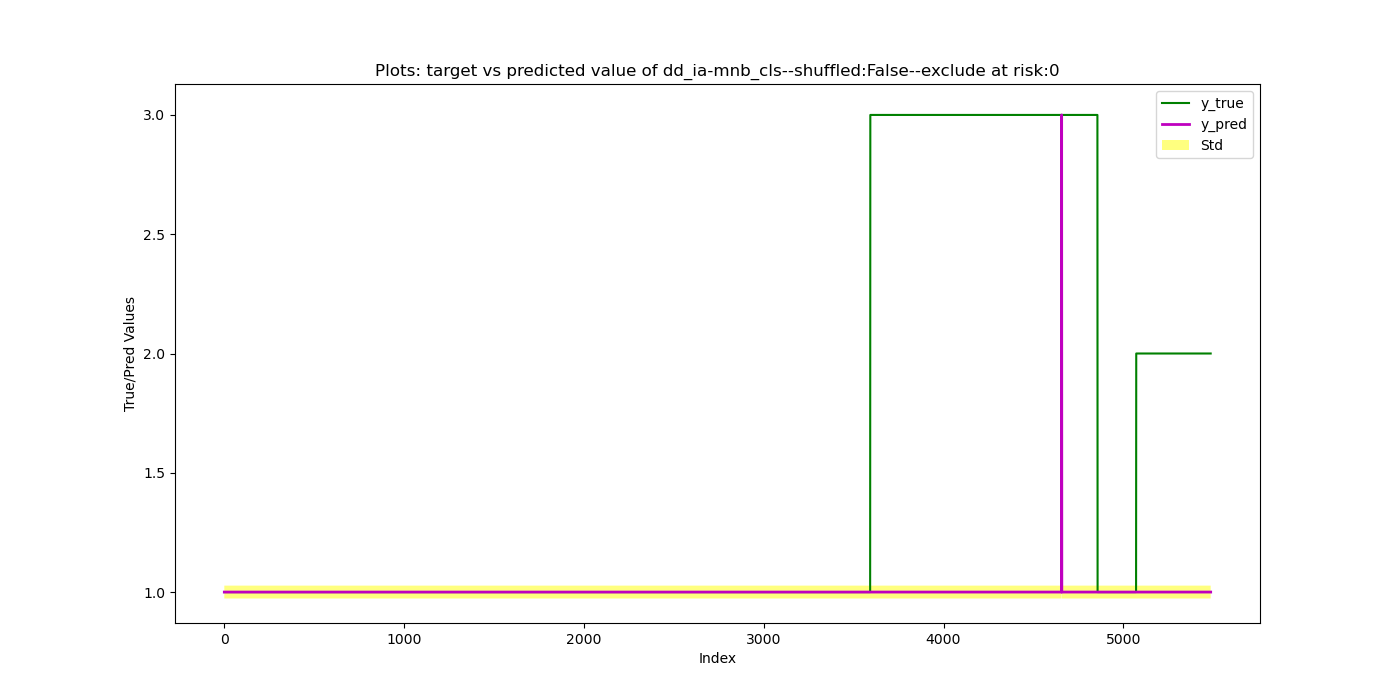 Plots: target vs predicted value of dd_ia-mnb_cls--shuffled:False--exclude at risk:0
y_true
y_pred
Std
True/Pred Values
3.0
2.5
2.0
1.5
1.0
0 1000 2000 3000 4000 5000
Index